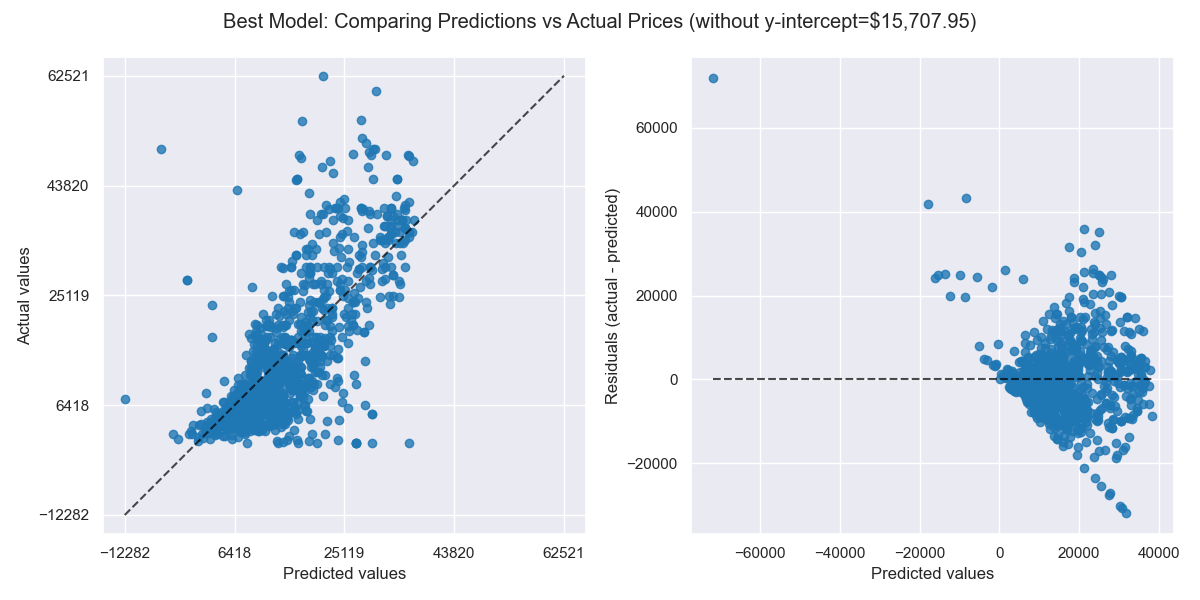 Best Model: Comparing Predictions vs Actual Prices (without y-intercept=$15,707.95)
62521
43820
25119
6418
−12282
Actual values
−12282 6418 25119 43820 62521
Predicted values
60000
40000
20000
0
−20000
Residuals (actual - predicted)
−60000 −40000 −20000 0 20000 40000
Predicted values